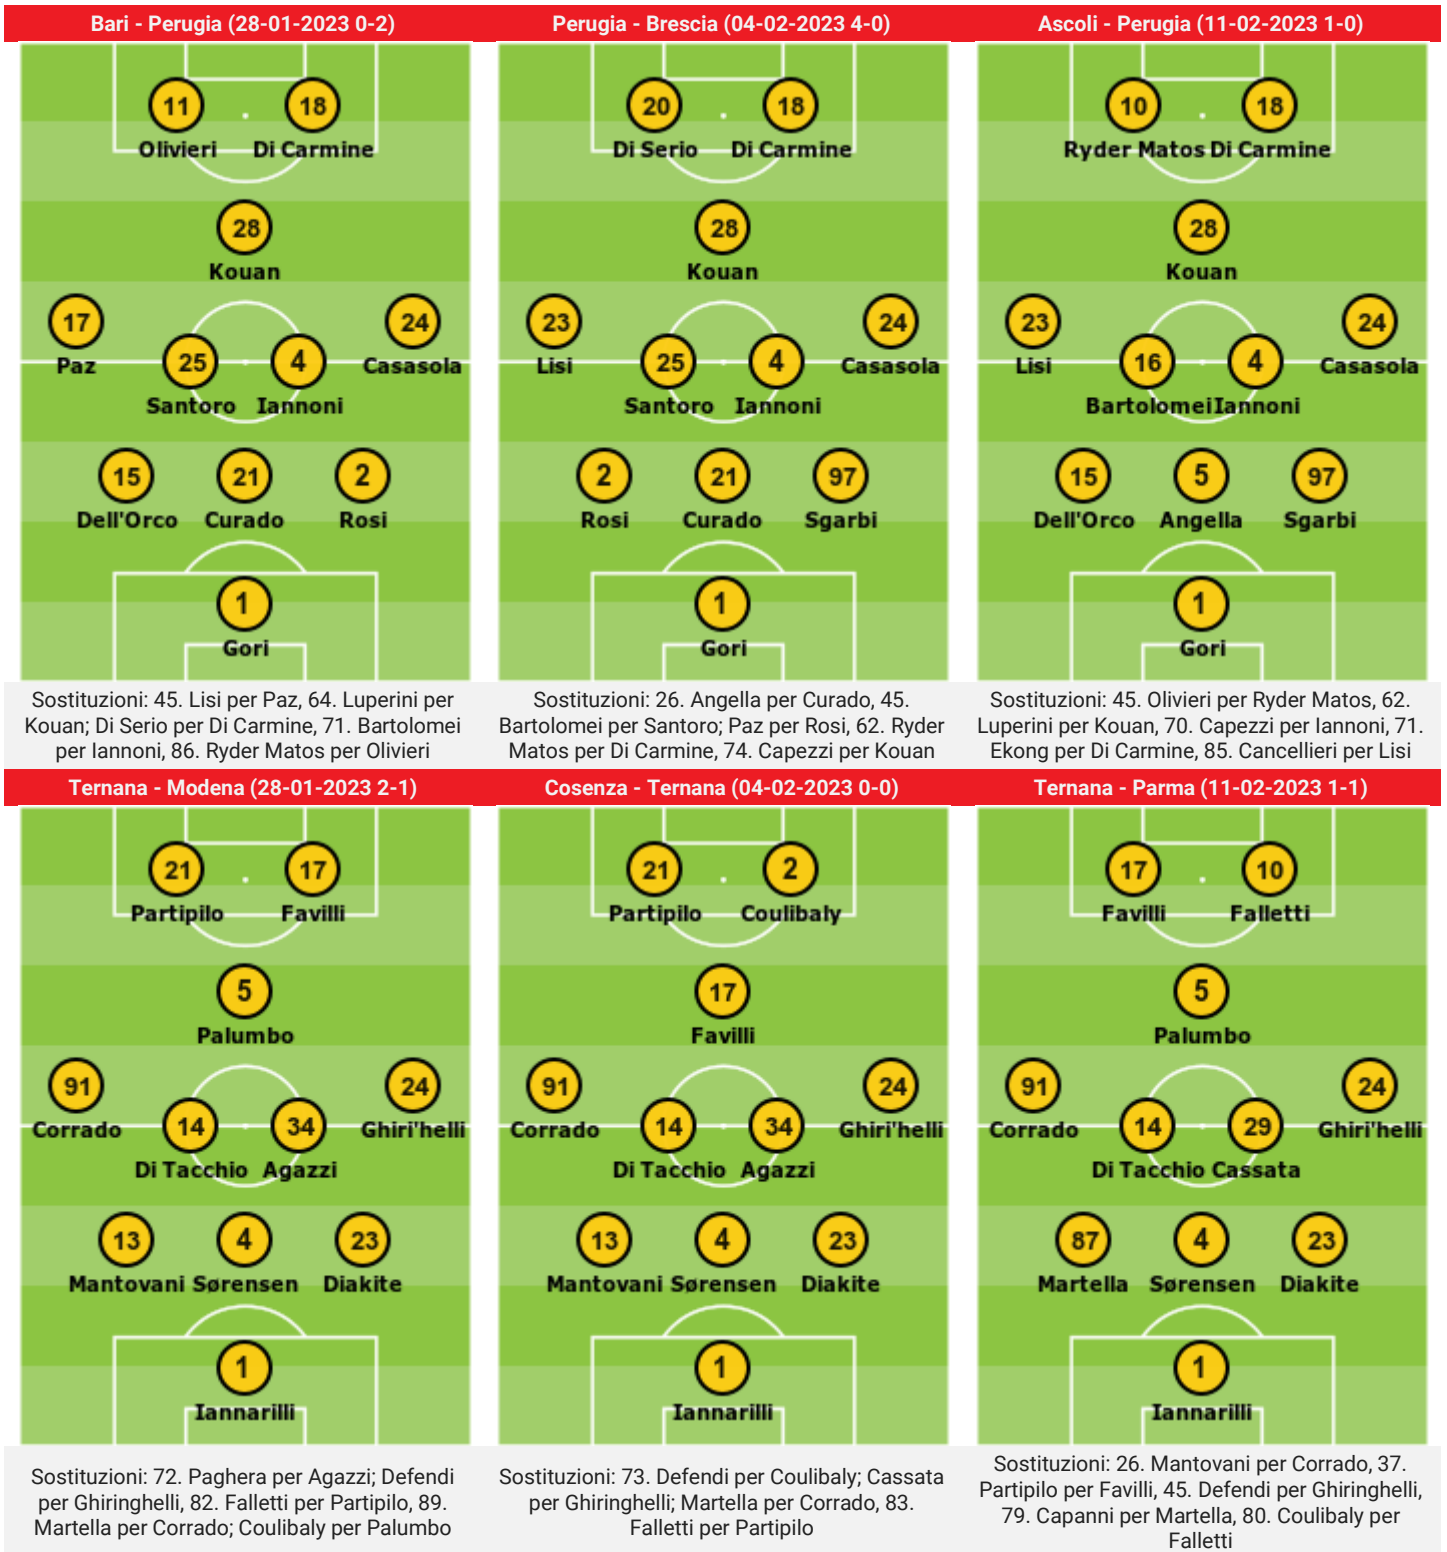 Bari - Perugia (28-01-2023 0-2)
11 18
Olivieri Di Carmine
28
Kouan
17 24
Paz Casasola
25 4
Santoro Iannoni
15 21 2
Dell'Orco Curado Rosi
1
Gori
Sostituzioni: 45. Lisi per Paz, 64. Luperini per
Kouan; Di Serio per Di Carmine, 71. Bartolomei
per Iannoni, 86. Ryder Matos per Olivieri
Perugia - Brescia (04-02-2023 4-0)
20 18
Di Serio Di Carmine
28
Kouan
23 24
Lisi Casasola
25 4
Santoro Iannoni
2 21 97
Rosi Curado Sgarbi
1
Gori
Sostituzioni: 26. Angella per Curado, 45.
Bartolomei per Santoro; Paz per Rosi, 62. Ryder
Matos per Di Carmine, 74. Capezzi per Kouan
Ascoli - Perugia (11-02-2023 1-0)
10 18
Ryder Matos Di Carmine
28
Kouan
23 24
Lisi Casasola
16 4
Bartolomei Iannoni
15 5 97
Dell'Orco Angella Sgarbi
1
Gori
Sostituzioni: 45. Olivieri per Ryder Matos, 62.
Luperini per Kouan, 70. Capezzi per Iannoni, 71.
Ekong per Di Carmine, 85. Cancellieri per Lisi
Ternana - Modena (28-01-2023 2-1)
21 17
Partipilo Favilli
5
Palumbo
91 24
Corrado Ghiri'helli
14 34
Di Tacchio Agazzi
13 4 23
Mantovani Sørensen Diakite
1
Iannarilli
Sostituzioni: 72. Paghera per Agazzi; Defendi
per Ghiringhelli, 82. Falletti per Partipilo, 89.
Martella per Corrado; Coulibaly per Palumbo
Cosenza - Ternana (04-02-2023 0-0)
21 2
Partipilo Coulibaly
17
Favilli
91 24
Corrado Ghiri'helli
14 34
Di Tacchio Agazzi
13 4 23
Mantovani Sørensen Diakite
1
Iannarilli
Sostituzioni: 73. Defendi per Coulibaly; Cassata
per Ghiringhelli; Martella per Corrado, 83.
Falletti per Partipilo
Ternana - Parma (11-02-2023 1-1)
17 10
Favilli Falletti
5
Palumbo
91 24
Corrado Ghiri'helli
14 29
Di Tacchio Cassata
87 4 23
Martella Sørensen Diakite
1
Iannarilli
Sostituzioni: 26. Mantovani per Corrado, 37.
Partipilo per Favilli, 45. Defendi per Ghiringhelli,
79. Capanni per Martella, 80. Coulibaly per
Falletti